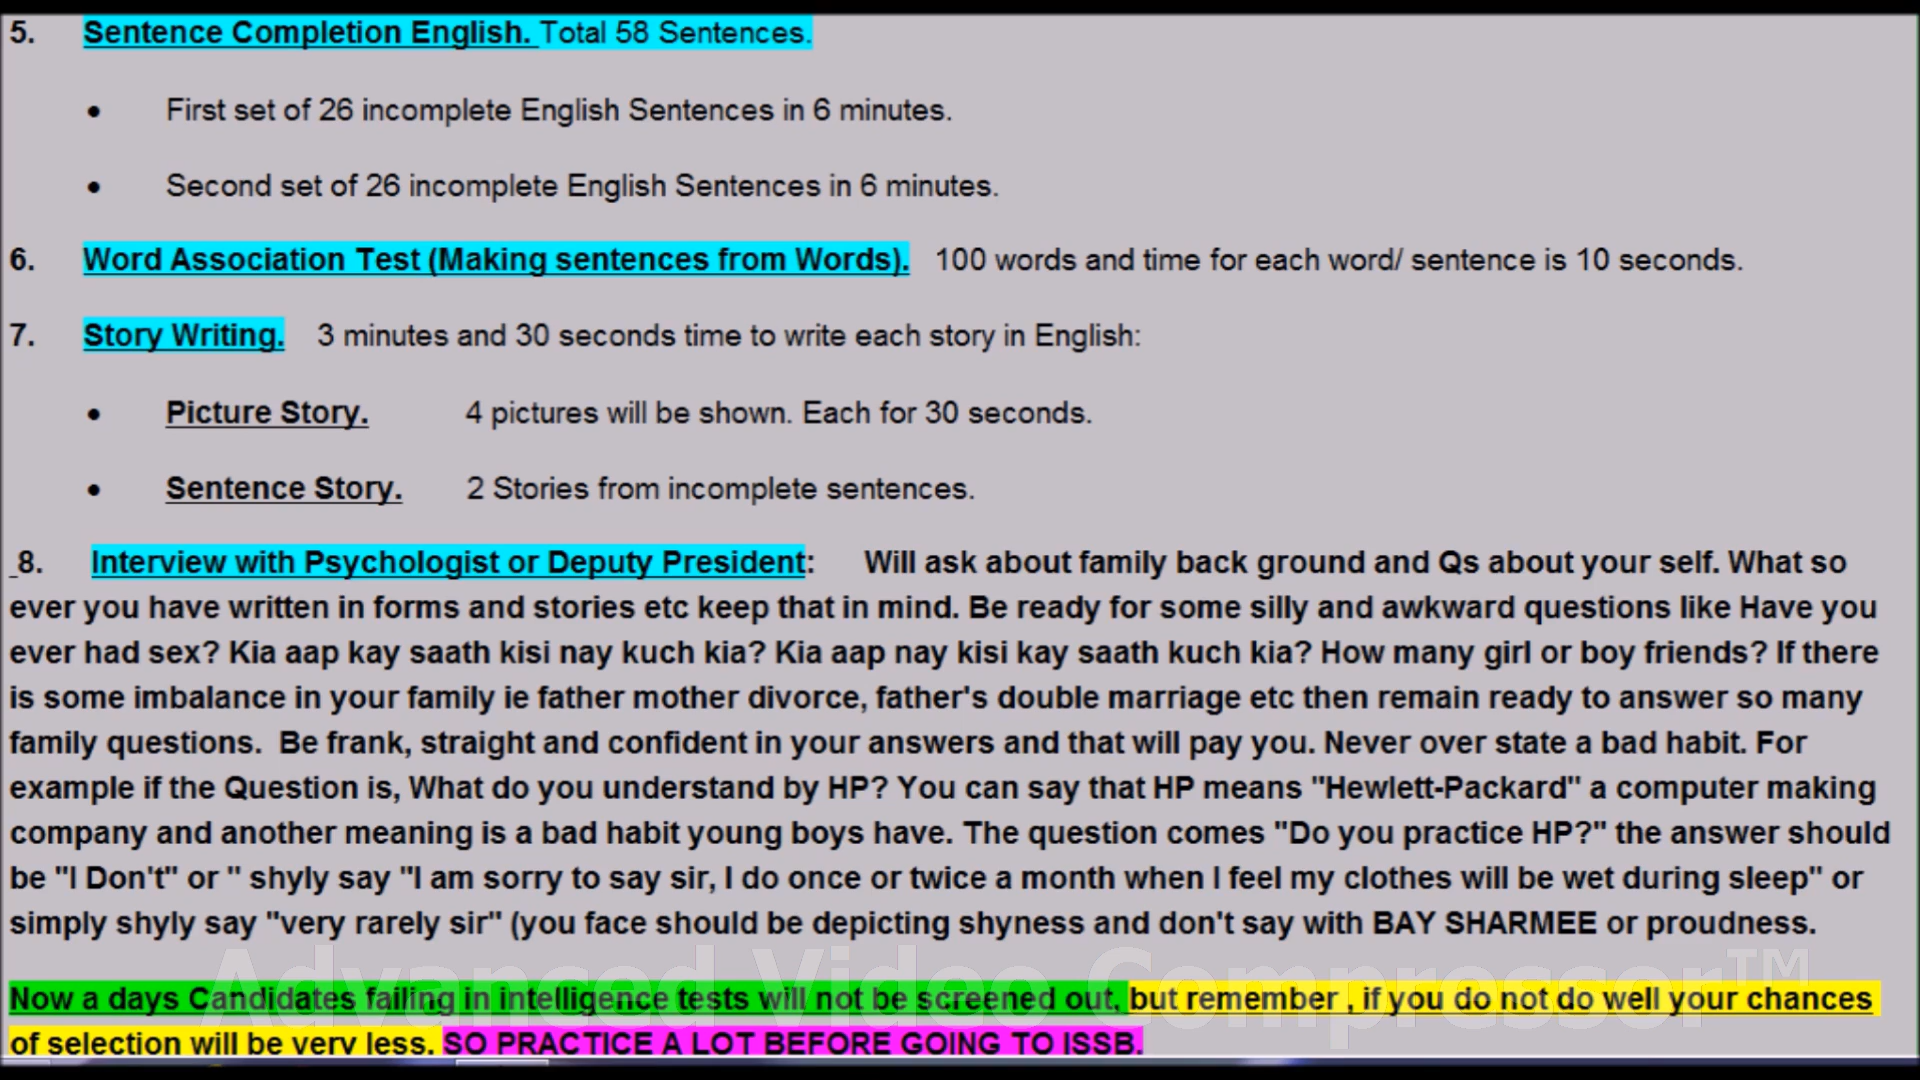 5. Sentence Completion English. Total 58 Sentences.
• First set of 26 incomplete English Sentences in 6 minutes.
• Second set of 26 incomplete English Sentences in 6 minutes.
6. Word Association Test (Making sentences from Words). 100 words and time for each word/ sentence is 10 seconds.
7. Story Writing. 3 minutes and 30 seconds time to write each story in English:
• Picture Story. 4 pictures will be shown. Each for 30 seconds.
• Sentence Story. 2 Stories from incomplete sentences.
8. Interview with Psychologist or Deputy President: Will ask about family back ground and Qs about your self. What so
ever you have written in forms and stories etc keep that in mind. Be ready for some silly and awkward questions like Have you
ever had sex? Kia aap kay saath kisi nay kuch kia? Kia aap nay kisi kay saath kuch kia? How many girl or boy friends? If there
is some imbalance in your family ie father mother divorce, father's double marriage etc then remain ready to answer so many
family questions. Be frank, straight and confident in your answers and that will pay you. Never over state a bad habit. For
example if the Question is, What do you understand by HP? You can say that HP means "Hewlett-Packard" a computer making
company and another meaning is a bad habit young boys have. The question comes "Do you practice HP?" the answer should
be "I Don't" or " shyly say "I am sorry to say sir, I do once or twice a month when I feel my clothes will be wet during sleep" or
simply shyly say "very rarely sir" (you face should be depicting shyness and don't say with BAY SHARMEE or proudness.
Advanced Video Compressor™
Now a days Candidates failing in intelligence tests will not be screened out, but remember , if you do not do well your chances
of selection will be very less. SO PRACTICE A LOT BEFORE GOING TO ISSB.